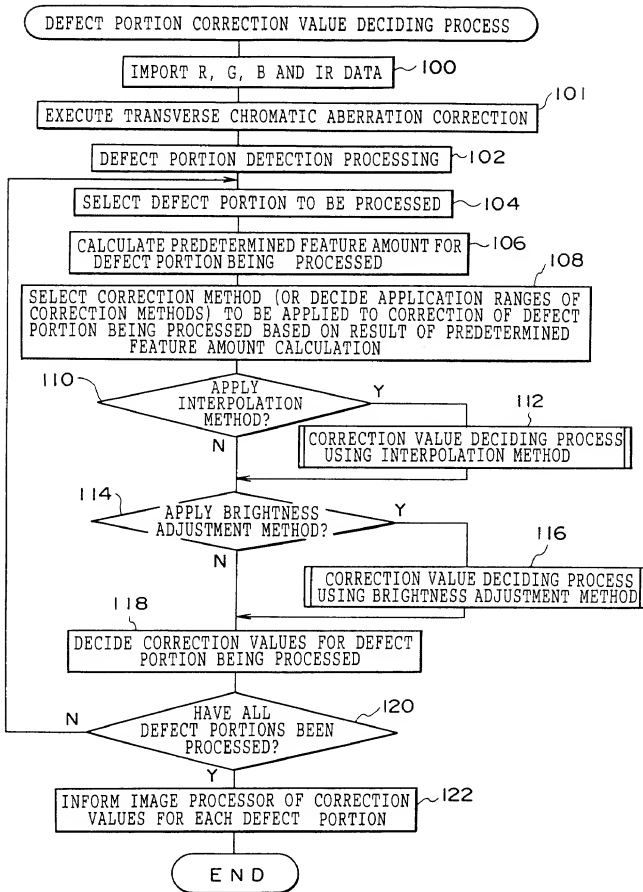 DEFECT PORTION CORRECTION VALUE DECIDING PROCESS
IMPORT R, G, B AND IR DATA
100
101
EXECUTE TRANSVERSE CHROMATIC ABERRATION CORRECTION
DEFECT PORTION DETECTION PROCESSING
102
SELECT DEFECT PORTION TO BE PROCESSED
104
CALCULATE PREDETERMINED FEATURE AMOUNT FOR
DEFECT PORTION BEING PROCESSED
106
108
SELECT CORRECTION METHOD (OR DECIDE APPLICATION RANGES OF
CORRECTION METHODS) TO BE APPLIED TO CORRECTION OF DEFECT
PORTION BEING PROCESSED BASED ON RESULT OF PREDETERMINED
FEATURE AMOUNT CALCULATION
110
APPLY
INTERPOLATION
METHOD?
Y
N
112
CORRECTION VALUE DECIDING PROCESS
USING INTERPOLATION METHOD
114
APPLY BRIGHTNESS
ADJUSTMENT METHOD?
Y
N
116
CORRECTION VALUE DECIDING PROCESS
USING BRIGHTNESS ADJUSTMENT METHOD
118
DECIDE CORRECTION VALUES FOR DEFECT
PORTION BEING PROCESSED
N
HAVE ALL
DEFECT PORTIONS BEEN
PROCESSED?
120
Y
INFORM IMAGE PROCESSOR OF CORRECTION
VALUES FOR EACH DEFECT PORTION
122
END